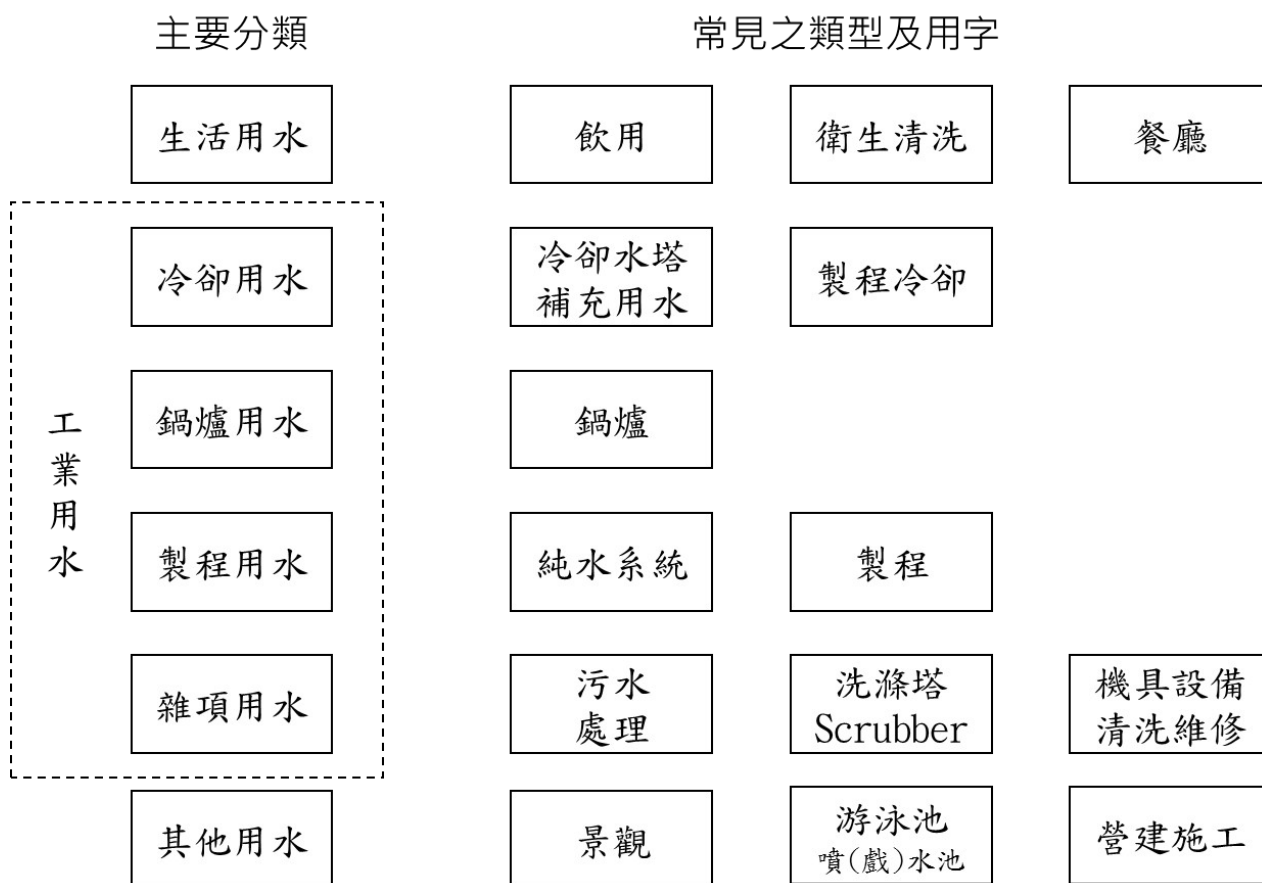 主要分類
常見之類型及用字
生活用水
飲用
衛生清洗
餐廳
工業用水
冷卻用水
冷卻水塔
補充用水
製程冷卻
鍋爐用水
鍋爐
製程用水
純水系統
製程
雜項用水
污水
處理
洗滌塔
Scrubber
機具設備
清洗維修
其他用水
景觀
游泳池
噴(戲)水池
營建施工